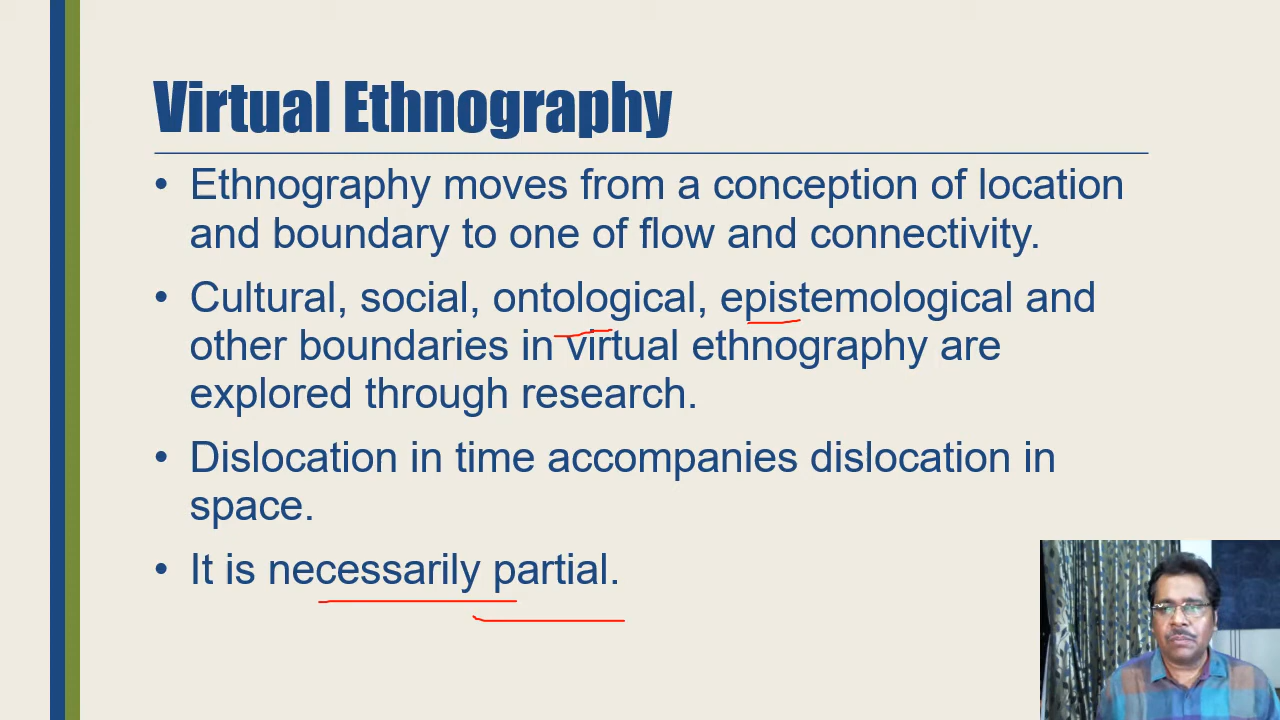 Virtual Ethnography
• Ethnography moves from a conception of location
and boundary to one of flow and connectivity.
• Cultural, social, ontological, epistemological and
other boundaries in virtual ethnography are
explored through research.
• Dislocation in time accompanies dislocation in
space.
• It is necessarily partial.